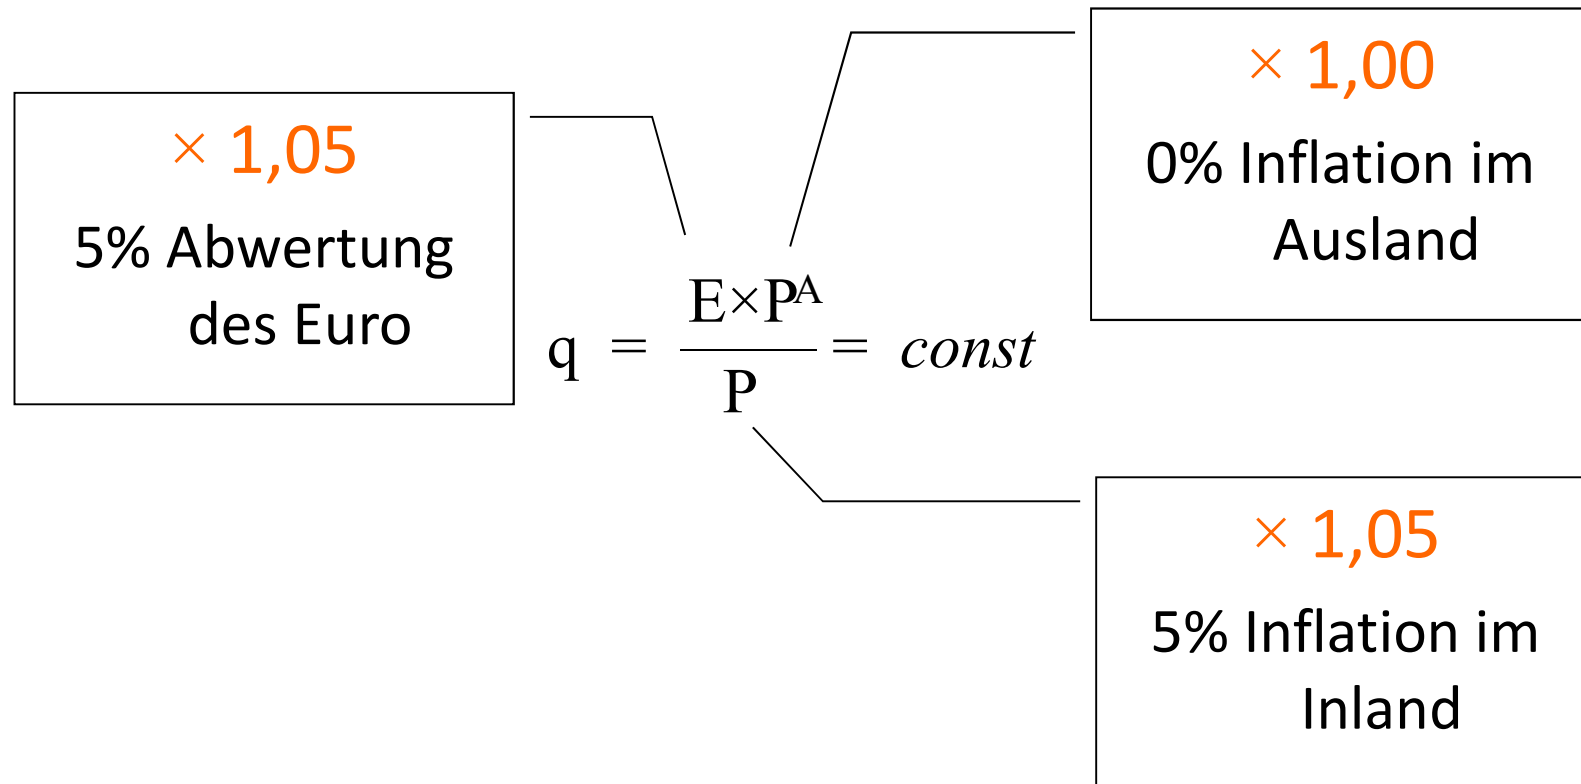 × 1,05
5% Abwertung
des Euro
× 1,00
0% Inflation im
Ausland
E×Pᴬ
q = ——— = const
P
× 1,05
5% Inflation im
Inland